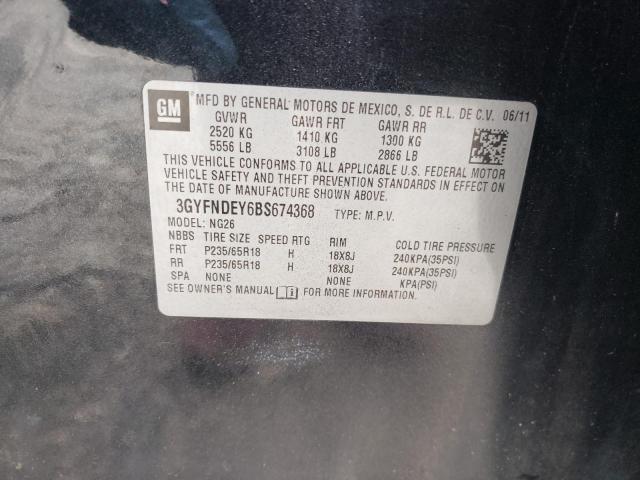 GM
MFD BY GENERAL MOTORS DE MEXICO, S. DE R.L. DE C.V. 06/11
GVWR GAWR FRT GAWR RR
2520 KG 1410 KG 1300 KG
5556 LB 3108 LB 2866 LB
THIS VEHICLE CONFORMS TO ALL APPLICABLE U.S. FEDERAL MOTOR
VEHICLE SAFETY AND THEFT PREVENTION STANDARDS IN EFFECT ON
THE DATE OF MANUFACTURE SHOWN ABOVE.
3GYFNDEY6BS674368 TYPE: M.P.V.
MODEL: NG26
NBBS TIRE SIZE SPEED RTG RIM COLD TIRE PRESSURE
FRT P235/65R18 H 18X8J 240KPA(35PSI)
RR P235/65R18 H 18X8J 240KPA(35PSI)
SPA NONE NONE KPA(PSI)
SEE OWNER'S MANUAL FOR MORE INFORMATION.